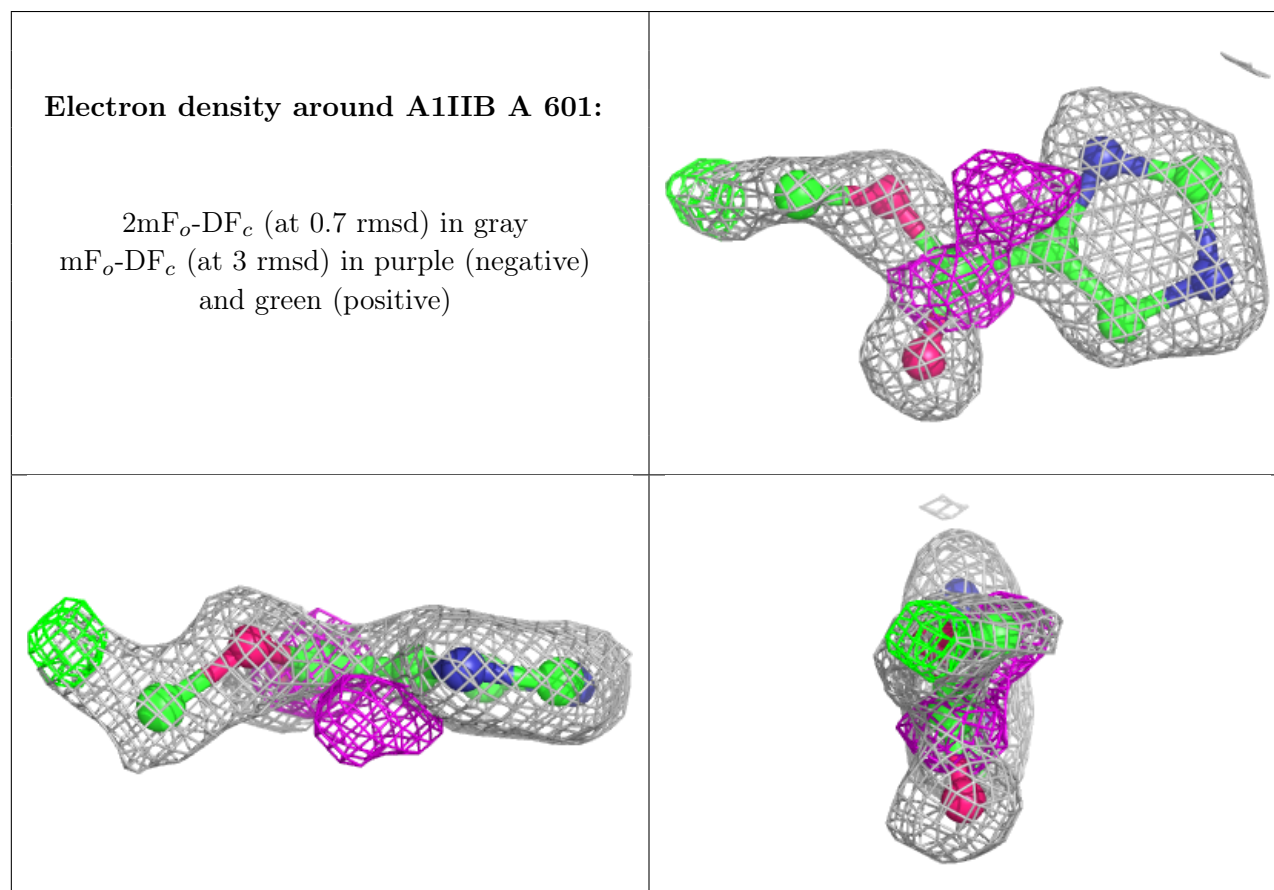 Electron density around A1IIB A 601:
2mFo-DFc (at 0.7 rmsd) in gray
mFo-DFc (at 3 rmsd) in purple (negative)
and green (positive)